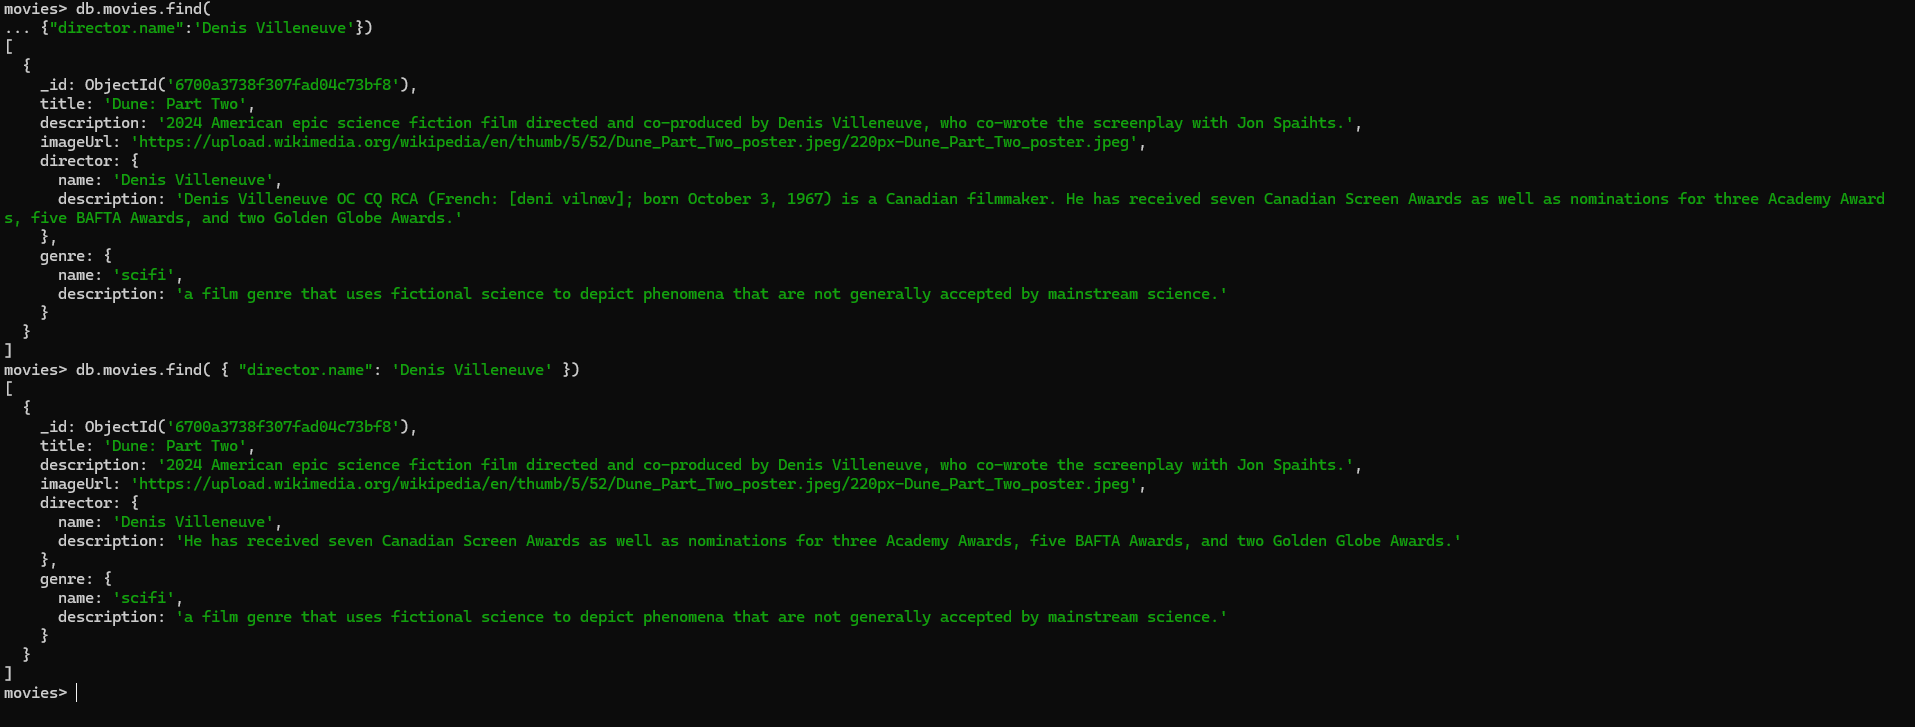 movies> db.movies.find(
... {"director.name":'Denis Villeneuve'})
[
  {
    _id: ObjectId('6700a3738f307fad04c73bf8'),
    title: 'Dune: Part Two',
    description: '2024 American epic science fiction film directed and co-produced by Denis Villeneuve, who co-wrote the screenplay with Jon Spaihts.',
    imageUrl: 'https://upload.wikimedia.org/wikipedia/en/thumb/5/52/Dune_Part_Two_poster.jpeg/220px-Dune_Part_Two_poster.jpeg',
    director: {
      name: 'Denis Villeneuve',
      description: 'Denis Villeneuve OC CQ RCA (French: [dəni vilnœv]; born October 3, 1967) is a Canadian filmmaker. He has received seven Canadian Screen Awards as well as nominations for three Academy Award
s, five BAFTA Awards, and two Golden Globe Awards.'
    },
    genre: {
      name: 'scifi',
      description: 'a film genre that uses fictional science to depict phenomena that are not generally accepted by mainstream science.'
    }
  }
]
movies> db.movies.find( { "director.name": 'Denis Villeneuve' })
[
  {
    _id: ObjectId('6700a3738f307fad04c73bf8'),
    title: 'Dune: Part Two',
    description: '2024 American epic science fiction film directed and co-produced by Denis Villeneuve, who co-wrote the screenplay with Jon Spaihts.',
    imageUrl: 'https://upload.wikimedia.org/wikipedia/en/thumb/5/52/Dune_Part_Two_poster.jpeg/220px-Dune_Part_Two_poster.jpeg',
    director: {
      name: 'Denis Villeneuve',
      description: 'He has received seven Canadian Screen Awards as well as nominations for three Academy Awards, five BAFTA Awards, and two Golden Globe Awards.'
    },
    genre: {
      name: 'scifi',
      description: 'a film genre that uses fictional science to depict phenomena that are not generally accepted by mainstream science.'
    }
  }
]
movies>